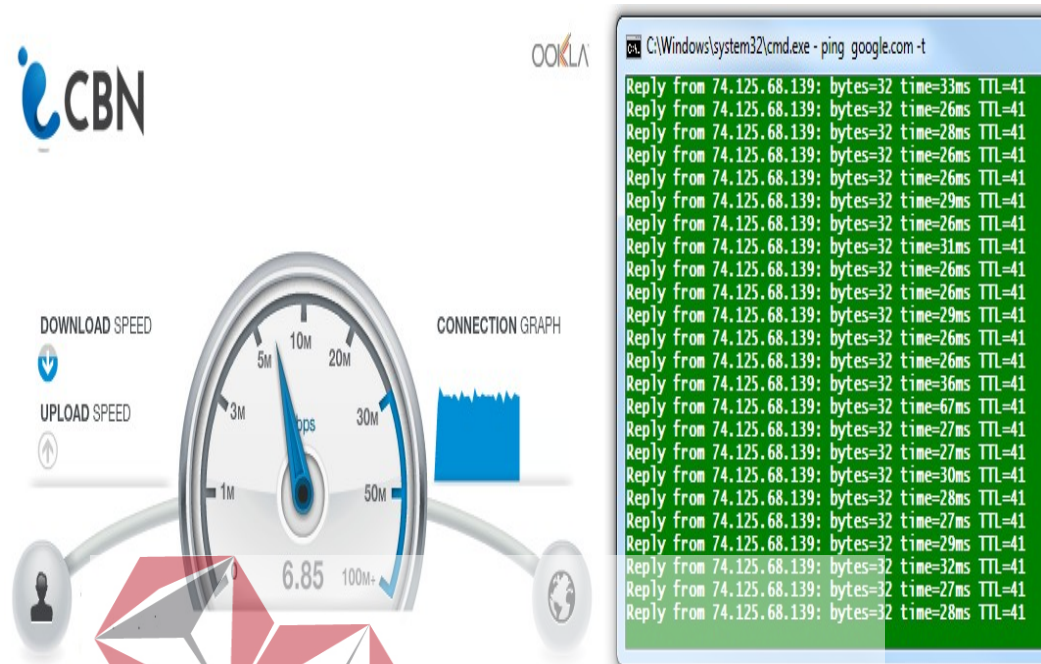 CBN
OOKLA
DOWNLOAD SPEED
UPLOAD SPEED
CONNECTION GRAPH
0
1M
3M
5M
10M
20M
30M
50M
100M+
6.85
C:\Windows\system32\cmd.exe - ping google.com -t
Reply from 74.125.68.139: bytes=32 time=33ms TTL=41
Reply from 74.125.68.139: bytes=32 time=26ms TTL=41
Reply from 74.125.68.139: bytes=32 time=28ms TTL=41
Reply from 74.125.68.139: bytes=32 time=26ms TTL=41
Reply from 74.125.68.139: bytes=32 time=26ms TTL=41
Reply from 74.125.68.139: bytes=32 time=29ms TTL=41
Reply from 74.125.68.139: bytes=32 time=26ms TTL=41
Reply from 74.125.68.139: bytes=32 time=31ms TTL=41
Reply from 74.125.68.139: bytes=32 time=26ms TTL=41
Reply from 74.125.68.139: bytes=32 time=26ms TTL=41
Reply from 74.125.68.139: bytes=32 time=29ms TTL=41
Reply from 74.125.68.139: bytes=32 time=26ms TTL=41
Reply from 74.125.68.139: bytes=32 time=26ms TTL=41
Reply from 74.125.68.139: bytes=32 time=36ms TTL=41
Reply from 74.125.68.139: bytes=32 time=67ms TTL=41
Reply from 74.125.68.139: bytes=32 time=27ms TTL=41
Reply from 74.125.68.139: bytes=32 time=27ms TTL=41
Reply from 74.125.68.139: bytes=32 time=30ms TTL=41
Reply from 74.125.68.139: bytes=32 time=28ms TTL=41
Reply from 74.125.68.139: bytes=32 time=27ms TTL=41
Reply from 74.125.68.139: bytes=32 time=29ms TTL=41
Reply from 74.125.68.139: bytes=32 time=32ms TTL=41
Reply from 74.125.68.139: bytes=32 time=27ms TTL=41
Reply from 74.125.68.139: bytes=32 time=28ms TTL=41